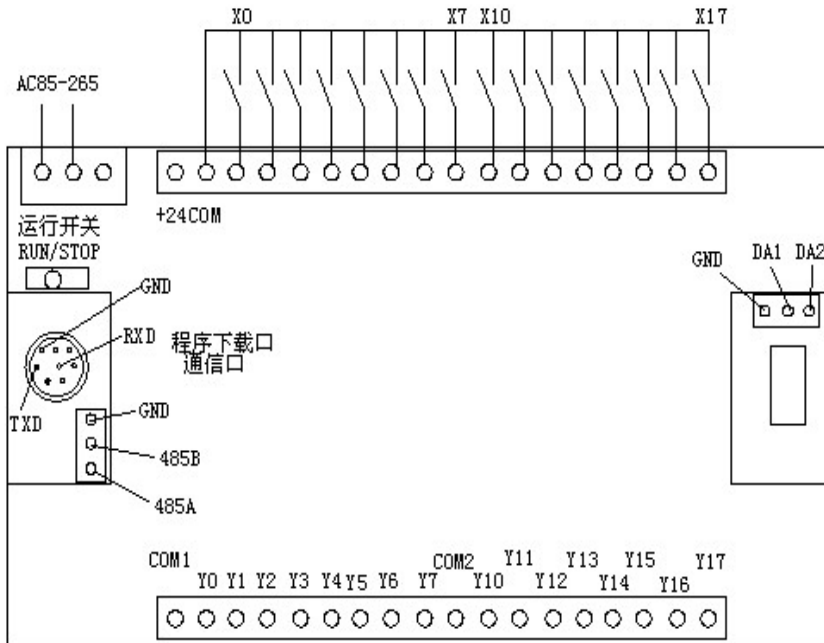 X0 X7 X10 X17
AC85-265
+24COM
运行开关
RUN/STOP
GND DA1 DA2
GND
RXD 程序下载口
通信口
TXD
GND
485B
485A
COM1 Y0 Y1 Y2 Y3 Y4 Y5 Y6 Y7 COM2 Y10 Y11 Y12 Y13 Y14 Y15 Y16 Y17